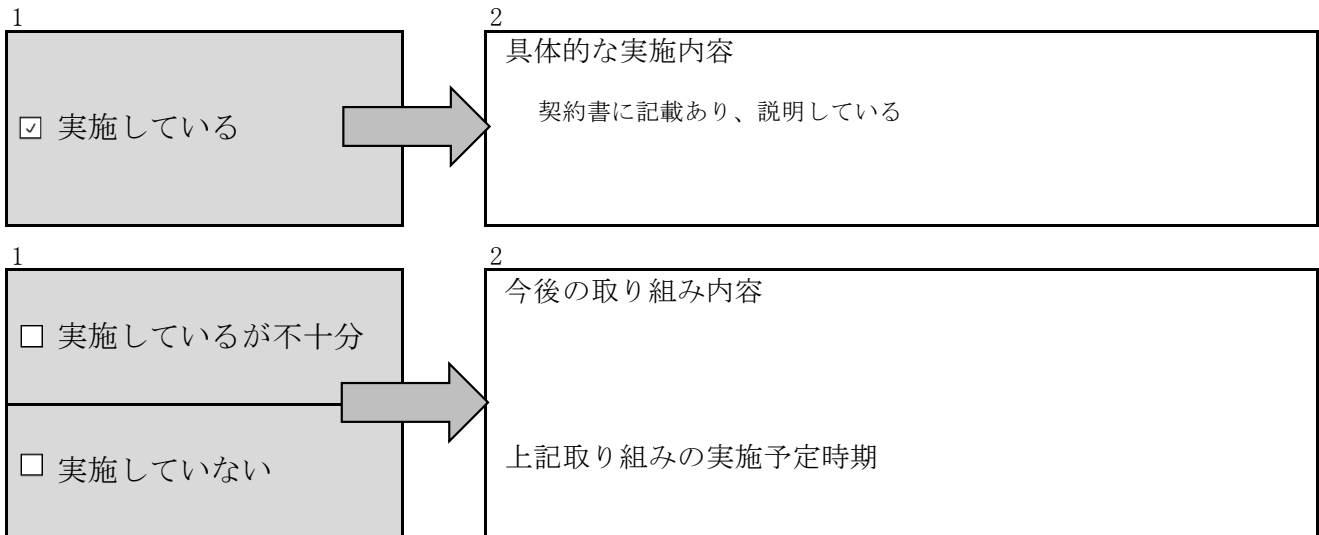 1
2
☑ 実施している
具体的な実施内容
契約書に記載あり、説明している
1
2
☐ 実施しているが不十分
☐ 実施していない
今後の取り組み内容
上記取り組みの実施予定時期